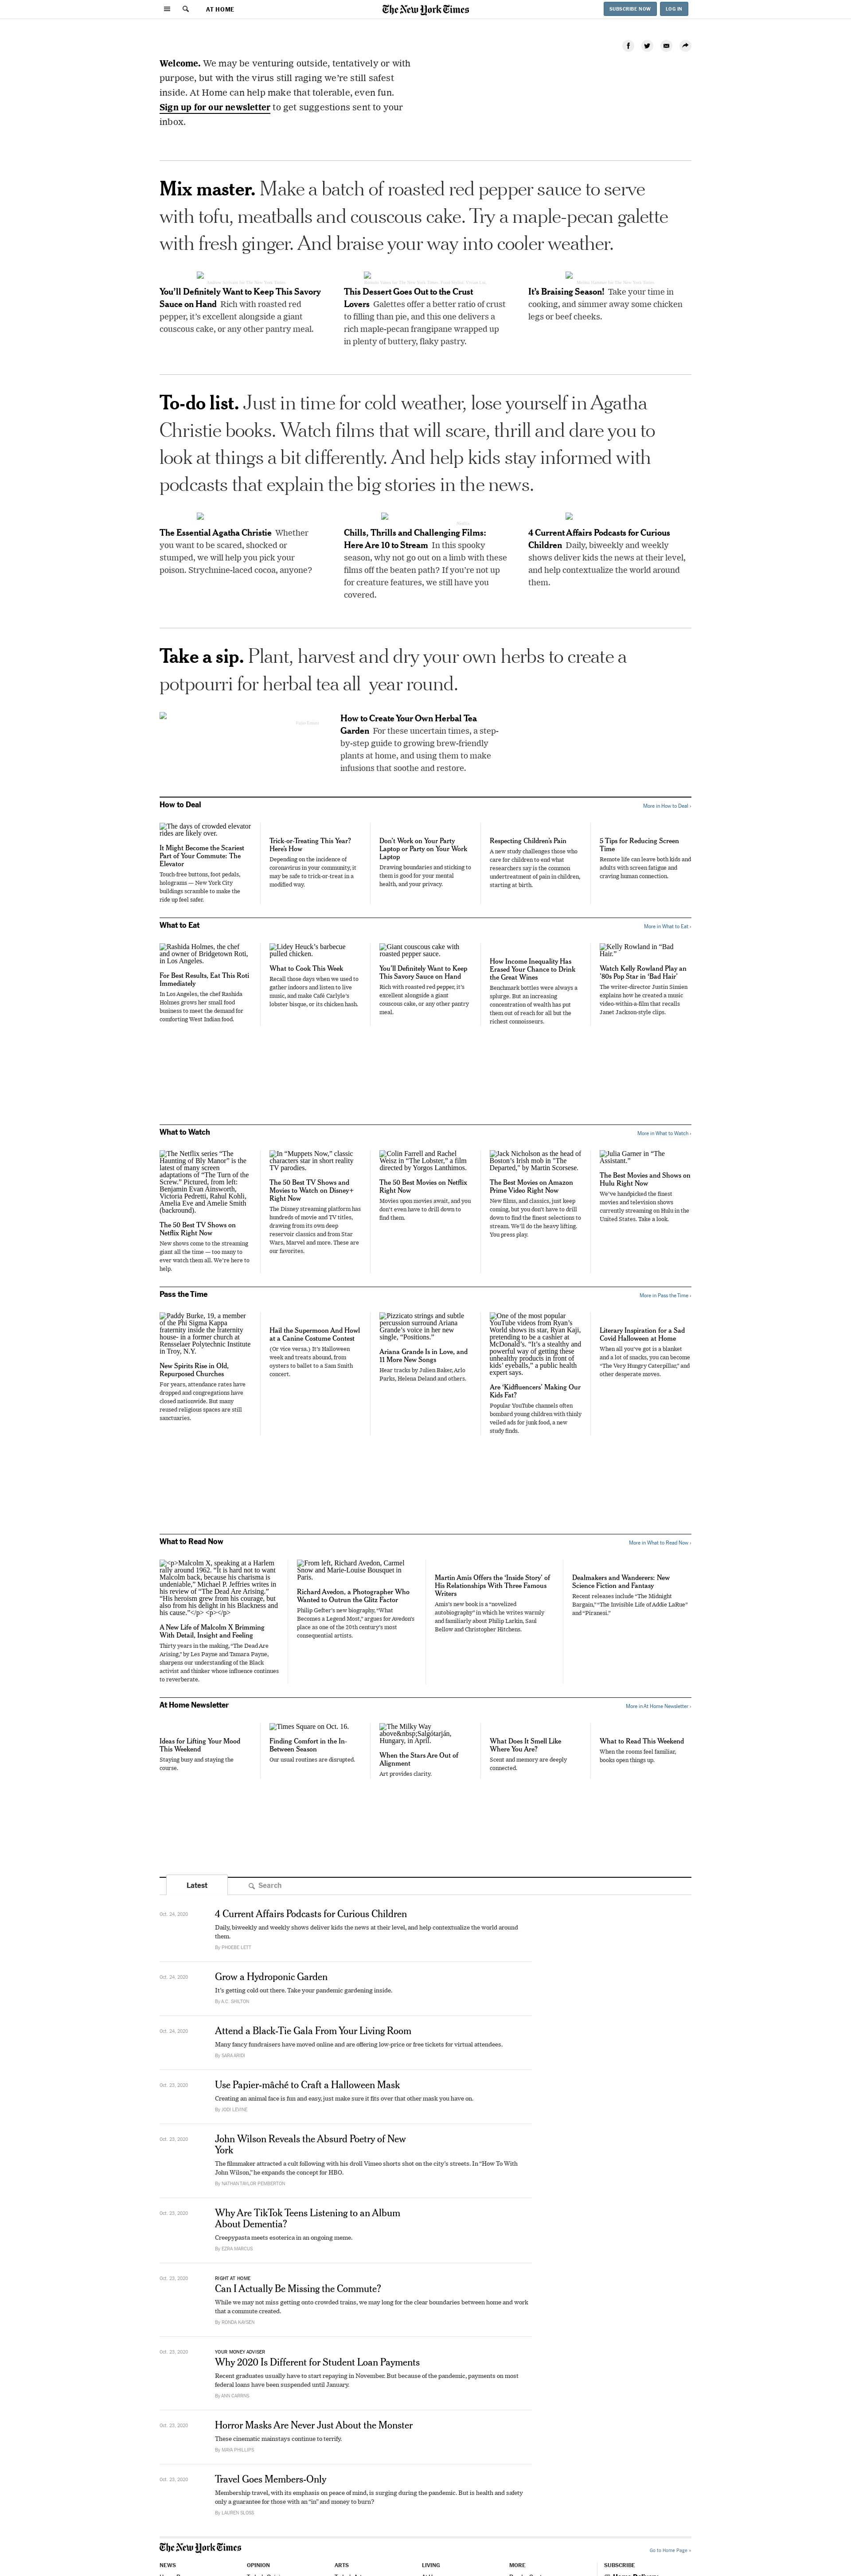 AT HOME
The New York Times
SUBSCRIBE NOW
LOG IN
Welcome. We may be venturing outside, tentatively or with
purpose, but with the virus still raging we're still safest
inside. At Home can help make that tolerable, even fun.
Sign up for our newsletter to get suggestions sent to your
inbox.
Mix master. Make a batch of roasted red pepper sauce to serve
with tofu, meatballs and couscous cake. Try a maple-pecan galette
with fresh ginger. And braise your way into cooler weather.
You'll Definitely Want to Keep This Savory
Sauce on Hand Rich with roasted red
pepper, it's excellent alongside a giant
couscous cake, or any other pantry meal.
This Dessert Goes Out to the Crust
Lovers Galettes offer a better ratio of crust
to filling than pie, and this one delivers a
rich maple-pecan frangipane wrapped up
in plenty of buttery, flaky pastry.
It's Braising Season! Take your time in
cooking, and simmer away some chicken
legs or beef cheeks.
To-do list. Just in time for cold weather, lose yourself in Agatha
Christie books. Watch films that will scare, thrill and dare you to
look at things a bit differently. And help kids stay informed with
podcasts that explain the big stories in the news.
The Essential Agatha Christie Whether
you want to be scared, shocked or
stumped, we will help you pick your
poison. Strychnine-laced cocoa, anyone?
Chills, Thrills and Challenging Films:
Here Are 10 to Stream In this spooky
season, why not go out on a limb with these
films off the beaten path? If you're not up
for creature features, we still have you
covered.
4 Current Affairs Podcasts for Curious
Children Daily, biweekly and weekly
shows deliver kids the news at their level,
and help contextualize the world around
them.
Take a sip. Plant, harvest and dry your own herbs to create a
potpourri for herbal tea all year round.
How to Create Your Own Herbal Tea
Garden For these uncertain times, a step-
by-step guide to growing brew-friendly
plants at home, and using them to make
infusions that soothe and restore.
How to Deal
More in How to Deal ›
The days of crowded elevator
rides are likely over.
It Might Become the Scariest
Part of Your Commute: The
Elevator
Touch-free buttons, foot pedals,
holograms — New York City
buildings scramble to make the
ride up feel safer.
Trick-or-Treating This Year?
Here's How
Depending on the incidence of
coronavirus in your community, it
may be safe to trick-or-treat in a
modified way.
Don't Work on Your Party
Laptop or Party on Your Work
Laptop
Drawing boundaries and sticking to
them is good for your mental
health, and your privacy.
Respecting Children's Pain
A new study challenges those who
care for children to end what
researchers say is the common
undertreatment of pain in children,
starting at birth.
5 Tips for Reducing Screen
Time
Remote life can leave both kids and
adults with screen fatigue and
craving human connection.
What to Eat
More in What to Eat ›
Rashida Holmes, the chef
and owner of Bridgetown Roti,
in Los Angeles.
For Best Results, Eat This Roti
Immediately
In Los Angeles, the chef Rashida
Holmes grows her small food
business to meet the demand for
comforting West Indian food.
Lidey Heuck's barbecue
pulled chicken.
What to Cook This Week
Recall those days when we used to
gather indoors and listen to live
music, and make Café Carlyle's
lobster bisque, or its chicken hash.
Giant couscous cake with
roasted pepper sauce.
You'll Definitely Want to Keep
This Savory Sauce on Hand
Rich with roasted red pepper, it's
excellent alongside a giant
couscous cake, or any other pantry
meal.
How Income Inequality Has
Erased Your Chance to Drink
the Great Wines
Benchmark bottles were always a
splurge. But an increasing
concentration of wealth has put
them out of reach for all but the
richest connoisseurs.
Kelly Rowland in "Bad
Hair."
Watch Kelly Rowland Play an
'80s Pop Star in 'Bad Hair'
The writer-director Justin Simien
explains how he created a music
video-within-a-film that recalls
Janet Jackson-style clips.
What to Watch
More in What to Watch ›
The Netflix series "The
Haunting of Bly Manor" is the
latest of many screen
adaptations of "The Turn of the
Screw." Pictured, from left:
Benjamin Evan Ainsworth,
Victoria Pedretti, Rahul Kohli,
Amelia Eve and Amelie Smith
(background).
The 50 Best TV Shows on
Netflix Right Now
New shows come to the streaming
giant all the time — too many to
ever watch them all. We're here to
help.
In "Muppets Now," classic
characters star in short reality
TV parodies.
The 50 Best TV Shows and
Movies to Watch on Disney+
Right Now
The Disney streaming platform has
hundreds of movie and TV titles,
drawing from its own deep
reservoir classics and from Star
Wars, Marvel and more. These are
our favorites.
Colin Farrell and Rachel
Weisz in "The Lobster," a film
directed by Yorgos Lanthimos.
The 50 Best Movies on Netflix
Right Now
Movies upon movies await, and you
don't even have to drill down to
find them.
Jack Nicholson as the head of
Boston's Irish mob in "The
Departed," by Martin Scorsese.
The Best Movies on Amazon
Prime Video Right Now
New films, and classics, just keep
coming, but you don't have to drill
down to find the finest selections to
stream. We'll do the heavy lifting.
You press play.
Julia Garner in "The
Assistant."
The Best Movies and Shows on
Hulu Right Now
We've handpicked the finest
movies and television shows
currently streaming on Hulu in the
United States. Take a look.
Pass the Time
More in Pass the Time ›
Paddy Burke, 19, a member
of the Phi Sigma Kappa
fraternity inside the fraternity
house- in a former church at
Rensselaer Polytechnic Institute
in Troy, N.Y.
New Spirits Rise in Old,
Repurposed Churches
For years, attendance rates have
dropped and congregations have
closed nationwide. But many
reused religious spaces are still
sanctuaries.
Hail the Supermoon And Howl
at a Canine Costume Contest
(Or vice versa.) It's Halloween
week and treats abound, from
oysters to ballet to a Sam Smith
concert.
Pizzicato strings and subtle
percussion surround Ariana
Grande's voice in her new
single, "Positions."
Ariana Grande Is in Love, and
11 More New Songs
Hear tracks by Julien Baker, Arlo
Parks, Helena Deland and others.
One of the most popular
YouTube videos from Ryan's
World shows its star, Ryan Kaji,
pretending to be a cashier at
McDonald's. "It's a stealthy and
powerful way of getting these
unhealthy products in front of
kids' eyeballs," a public health
expert says.
Are 'Kidfluencers' Making Our
Kids Fat?
Popular YouTube channels often
bombard young children with thinly
veiled ads for junk food, a new
study finds.
Literary Inspiration for a Sad
Covid Halloween at Home
When all you've got is a blanket
and a lot of snacks, you can become
"The Very Hungry Caterpillar," and
other desperate moves.
What to Read Now
More in What to Read Now ›
<p>Malcolm X, speaking at a Harlem
rally around 1962. "It is hard not to want
Malcolm back, because his charisma is
undeniable," Michael P. Jeffries writes in
his review of "The Dead Are Arising."
"His heroism grew from his courage, but
also from his delight in his Blackness and
his cause."</p> <p></p>
A New Life of Malcolm X Brimming
With Detail, Insight and Feeling
Thirty years in the making, "The Dead Are
Arising," by Les Payne and Tamara Payne,
sharpens our understanding of the Black
activist and thinker whose influence continues
to reverberate.
From left, Richard Avedon, Carmel
Snow and Marie-Louise Bousquet in
Paris.
Richard Avedon, a Photographer Who
Wanted to Outrun the Glitz Factor
Philip Gefter's new biography, "What
Becomes a Legend Most," argues for Avedon's
place as one of the 20th century's most
consequential artists.
Martin Amis Offers the 'Inside Story' of
His Relationships With Three Famous
Writers
Amis's new book is a "novelized
autobiography" in which he writes warmly
and familiarly about Philip Larkin, Saul
Bellow and Christopher Hitchens.
Dealmakers and Wanderers: New
Science Fiction and Fantasy
Recent releases include "The Midnight
Bargain," "The Invisible Life of Addie LaRue"
and "Piranesi."
At Home Newsletter
More in At Home Newsletter ›
Ideas for Lifting Your Mood
This Weekend
Staying busy and staying the
course.
Times Square on Oct. 16.
Finding Comfort in the In-
Between Season
Our usual routines are disrupted.
The Milky Way
above&nbsp;Salgótarján,
Hungary, in April.
When the Stars Are Out of
Alignment
Art provides clarity.
What Does It Smell Like
Where You Are?
Scent and memory are deeply
connected.
What to Read This Weekend
When the rooms feel familiar,
books open things up.
Latest
Search
Oct. 24, 2020
4 Current Affairs Podcasts for Curious Children
Daily, biweekly and weekly shows deliver kids the news at their level, and help contextualize the world around
them.
By PHOEBE LETT
Oct. 24, 2020
Grow a Hydroponic Garden
It's getting cold out there. Take your pandemic gardening inside.
By A.C. SHILTON
Oct. 24, 2020
Attend a Black-Tie Gala From Your Living Room
Many fancy fundraisers have moved online and are offering low-price or free tickets for virtual attendees.
By SARA ARIDI
Oct. 23, 2020
Use Papier-mâché to Craft a Halloween Mask
Creating an animal face is fun and easy, just make sure it fits over that other mask you have on.
By JODI LEVINE
Oct. 23, 2020
John Wilson Reveals the Absurd Poetry of New
York
The filmmaker attracted a cult following with his droll Vimeo shorts shot on the city's streets. In "How To With
John Wilson," he expands the concept for HBO.
By NATHAN TAYLOR PEMBERTON
Oct. 23, 2020
Why Are TikTok Teens Listening to an Album
About Dementia?
Creepypasta meets esoterica in an ongoing meme.
By EZRA MARCUS
Oct. 23, 2020
RIGHT AT HOME
Can I Actually Be Missing the Commute?
While we may not miss getting onto crowded trains, we may long for the clear boundaries between home and work
that a commute created.
By RONDA KAYSEN
Oct. 23, 2020
YOUR MONEY ADVISER
Why 2020 Is Different for Student Loan Payments
Recent graduates usually have to start repaying in November. But because of the pandemic, payments on most
federal loans have been suspended until January.
By ANN CARRNS
Oct. 23, 2020
Horror Masks Are Never Just About the Monster
These cinematic mainstays continue to terrify.
By MAYA PHILLIPS
Oct. 23, 2020
Travel Goes Members-Only
Membership travel, with its emphasis on peace of mind, is surging during the pandemic. But is health and safety
only a guarantee for those with an "in" and money to burn?
By LAUREN SLOSS
The New York Times
Go to Home Page »
NEWS
OPINION
ARTS
LIVING
MORE
SUBSCRIBE